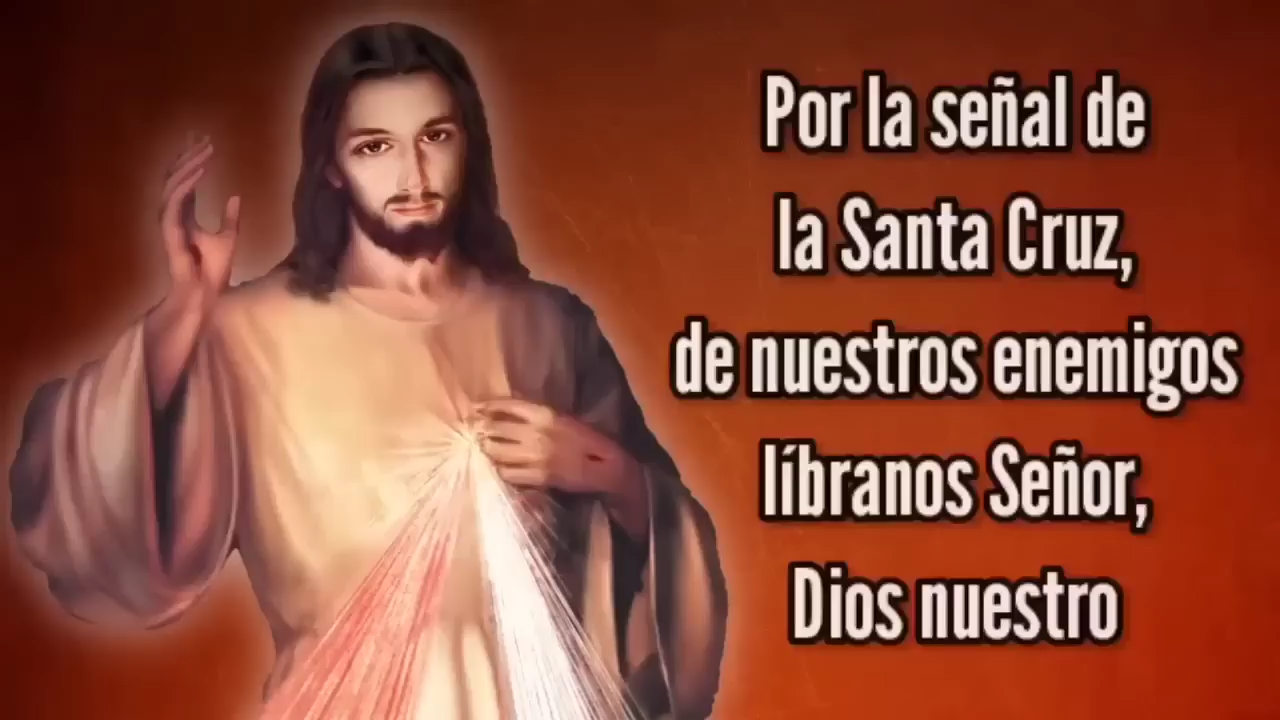 Por la señal de
la Santa Cruz,
de nuestros enemigos
líbranos Señor,
Dios nuestro